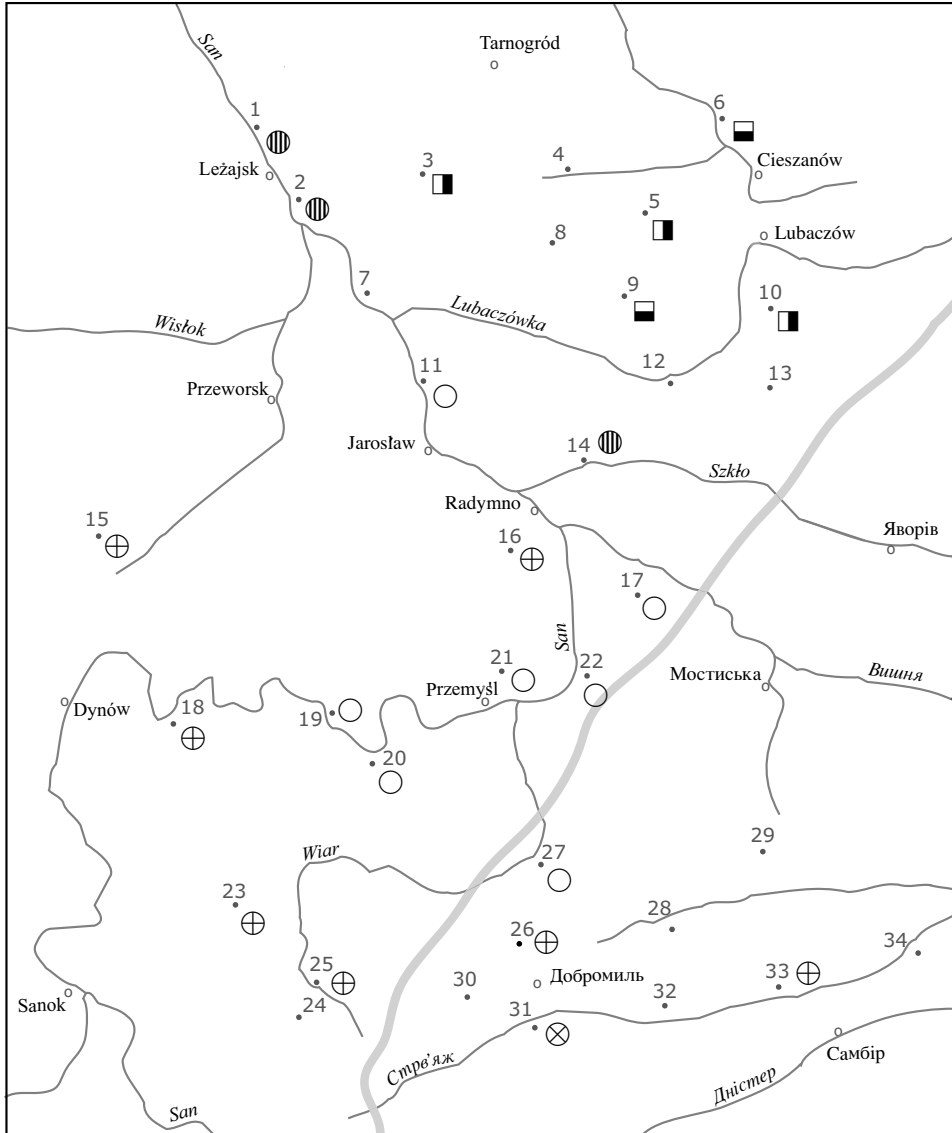 San
Tarnogród
1
6
3
4
Cieszanów
Leżajsk
2
5
8
Lubaczów
7
9
10
Wisłok
Lubaczówka
11
12
13
Przeworsk
14
Jarosław
Szkło
Radymno
15
16
Яворів
17
San
21
22
Мостиська
Вишня
Przemyśl
Dynów
18
19
20
29
Wiar
27
23
28
26
34
25
30
Добромиль
33
Sanok
24
31
32
Самбір
Стрв’яж
Дністер
San